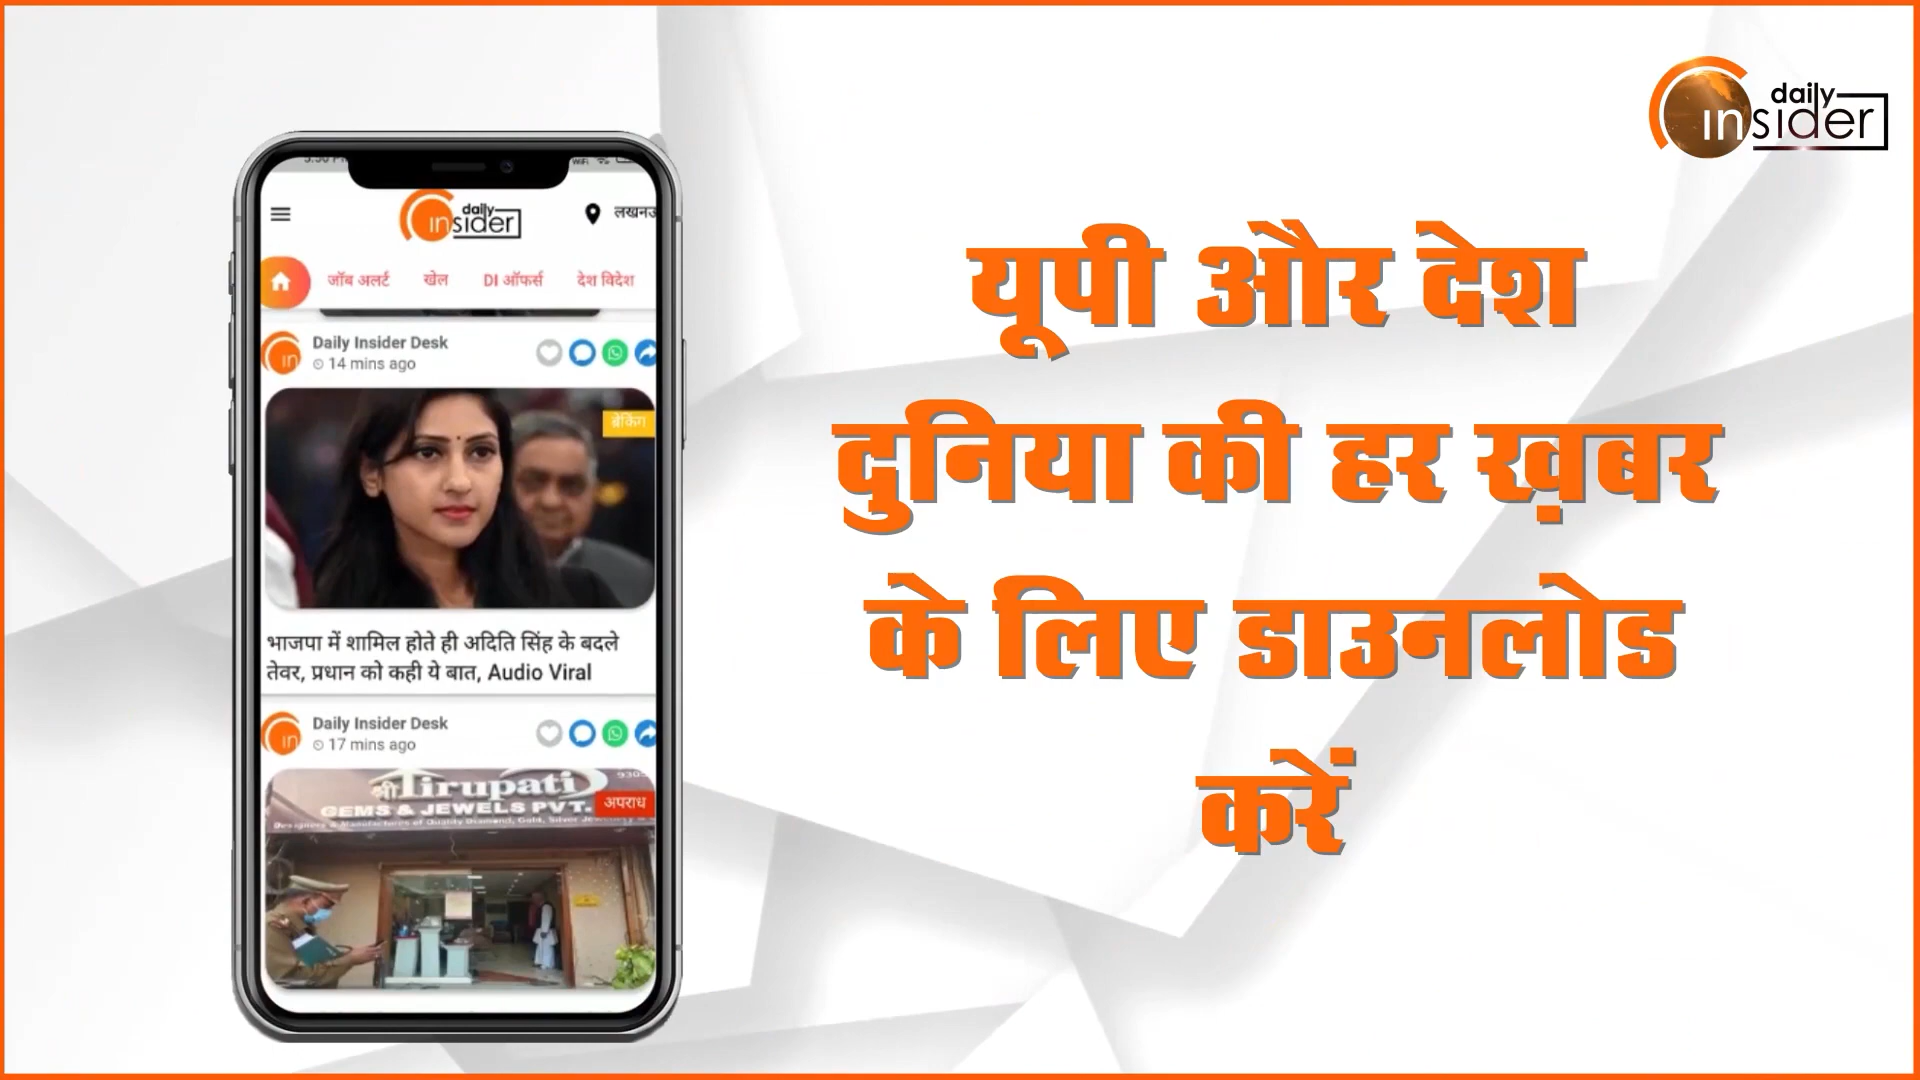 daily
insider
यूपी और देश
दुनिया की हर ख़बर
के लिए डाउनलोड
करें
daily
insider
जॉब अलर्ट खेल DI ऑफर्स देश विदेश
Daily Insider Desk
14 mins ago
ब्रेकिंग
भाजपा में शामिल होते ही अदिति सिंह के बदले
तेवर, प्रधान को कही ये बात, Audio Viral
Daily Insider Desk
17 mins ago
श्री Tirupati
GEMS & JEWELS PVT.
अपराध